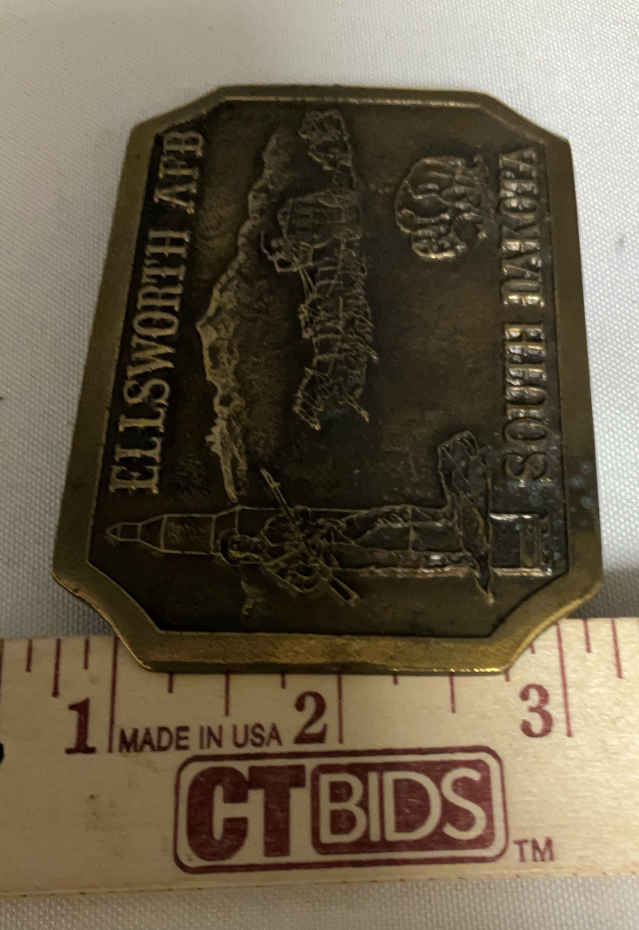 ELLSWORTH AFB
SOUTH DAKOTA
1 MADE IN USA 2 3
CTBIDS TM